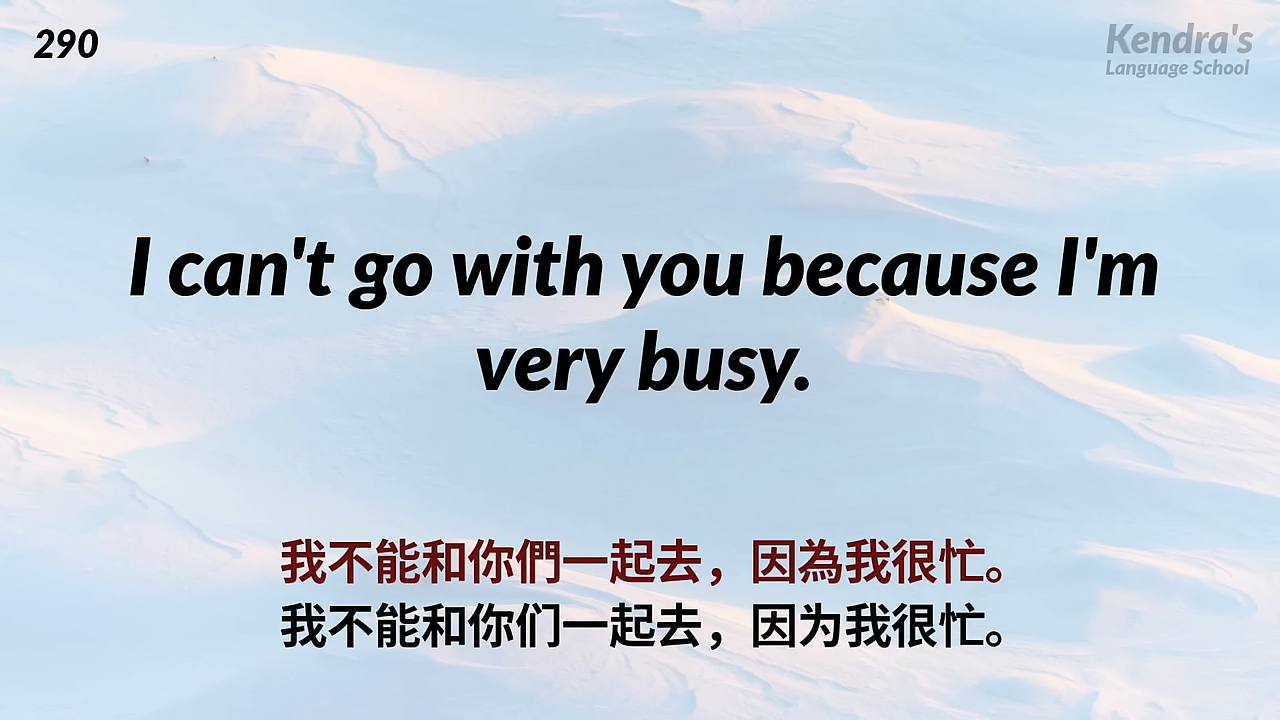 290
Kendra's
Language School
I can't go with you because I'm
very busy.
我不能和你們一起去，因為我很忙。
我不能和你们一起去，因为我很忙。